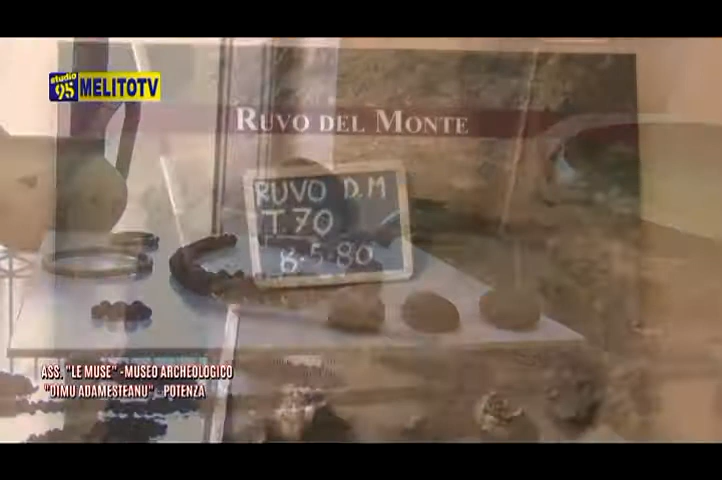 studio
95 MELITOTV
RUVO DEL MONTE
RUVO D.M
T.70
8.5.80
ASS. "LE MUSE" -MUSEO ARCHEOLOGICO
"DIMU ADAMESTEANU" POTENZA